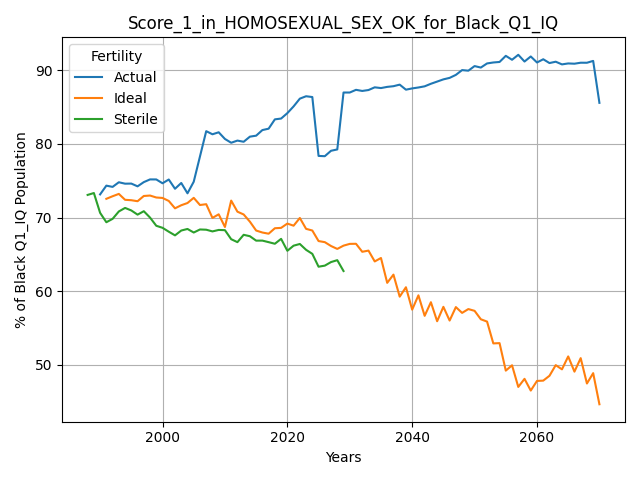 Score_1_in_HOMOSEXUAL_SEX_OK_for_Black_Q1_IQ
Fertility
Actual
Ideal
Sterile
% of Black Q1_IQ Population
90
80
70
60
50
2000
2020
2040
2060
Years